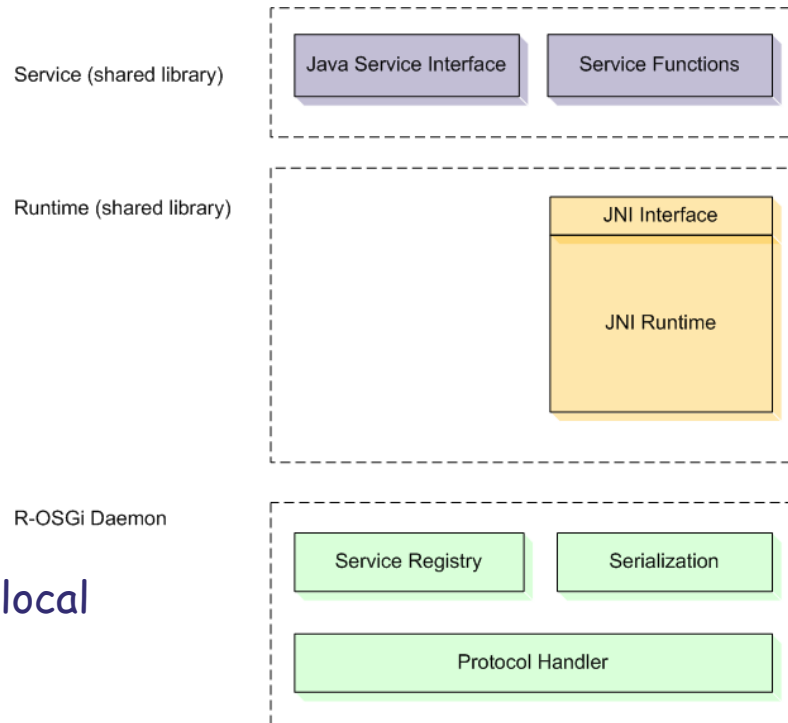 Service (shared library)
Java Service Interface
Service Functions
Runtime (shared library)
JNI Interface
JNI Runtime
R-OSGi Daemon
Service Registry
Serialization
local
Protocol Handler